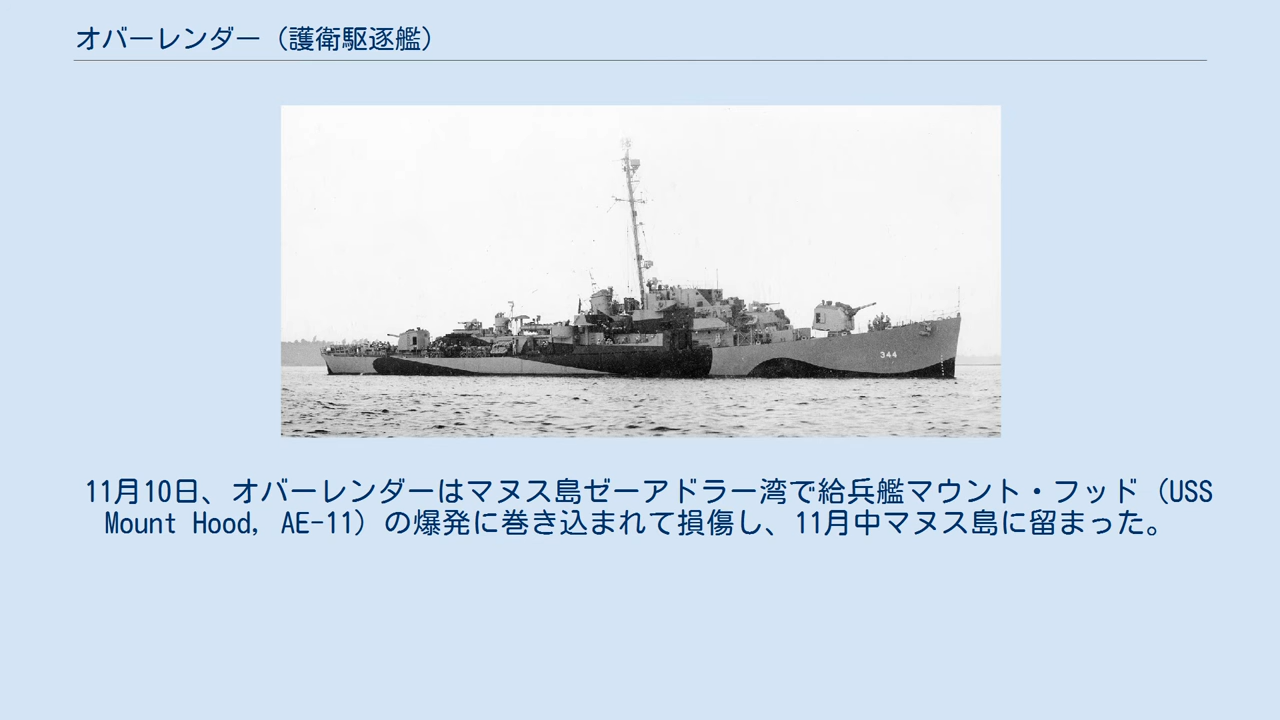 オバーレンダー（護衛駆逐艦）
344
11月10日、オバーレンダーはマヌス島ゼーアドラー湾で給兵艦マウント・フッド（USS
Mount Hood, AE-11）の爆発に巻き込まれて損傷し、11月中マヌス島に留まった。